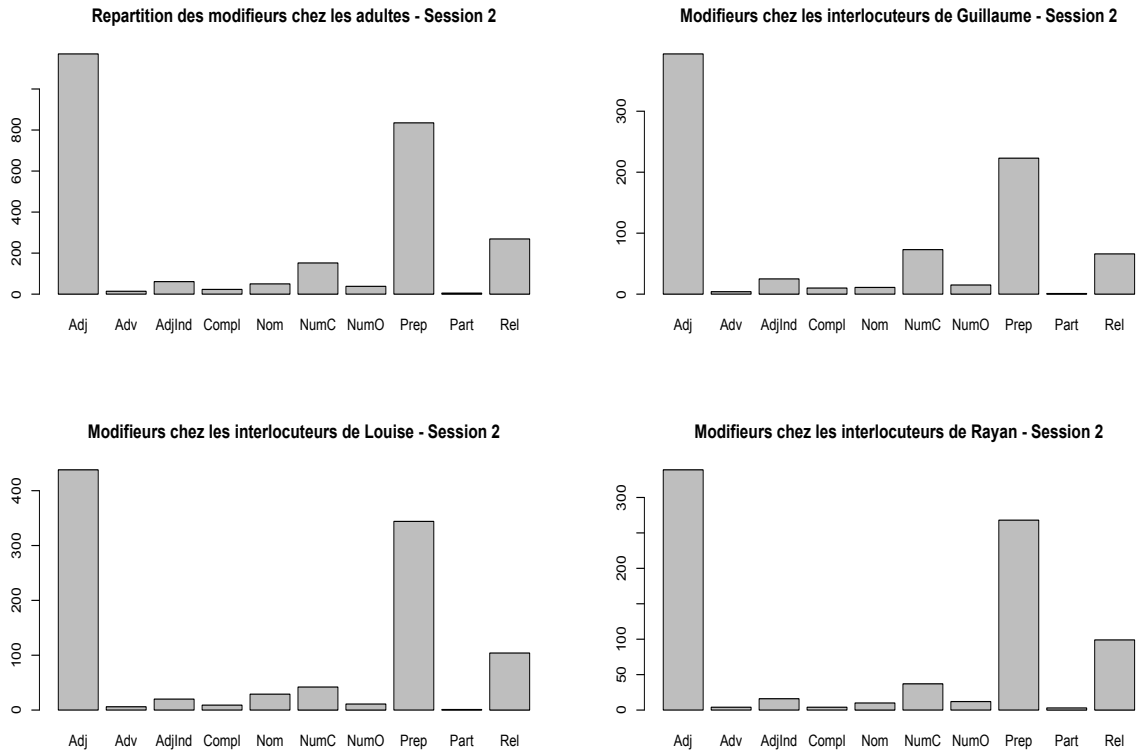 Repartition des modifieurs chez les adultes - Session 2
0 200 400 600 800
Adj Adv AdjInd Compl Nom NumC NumO Prep Part Rel
Modifieurs chez les interlocuteurs de Guillaume - Session 2
0 100 200 300
Adj Adv AdjInd Compl Nom NumC NumO Prep Part Rel
Modifieurs chez les interlocuteurs de Louise - Session 2
0 100 200 300 400
Adj Adv AdjInd Compl Nom NumC NumO Prep Part Rel
Modifieurs chez les interlocuteurs de Rayan - Session 2
0 50 100 200 300
Adj Adv AdjInd Compl Nom NumC NumO Prep Part Rel